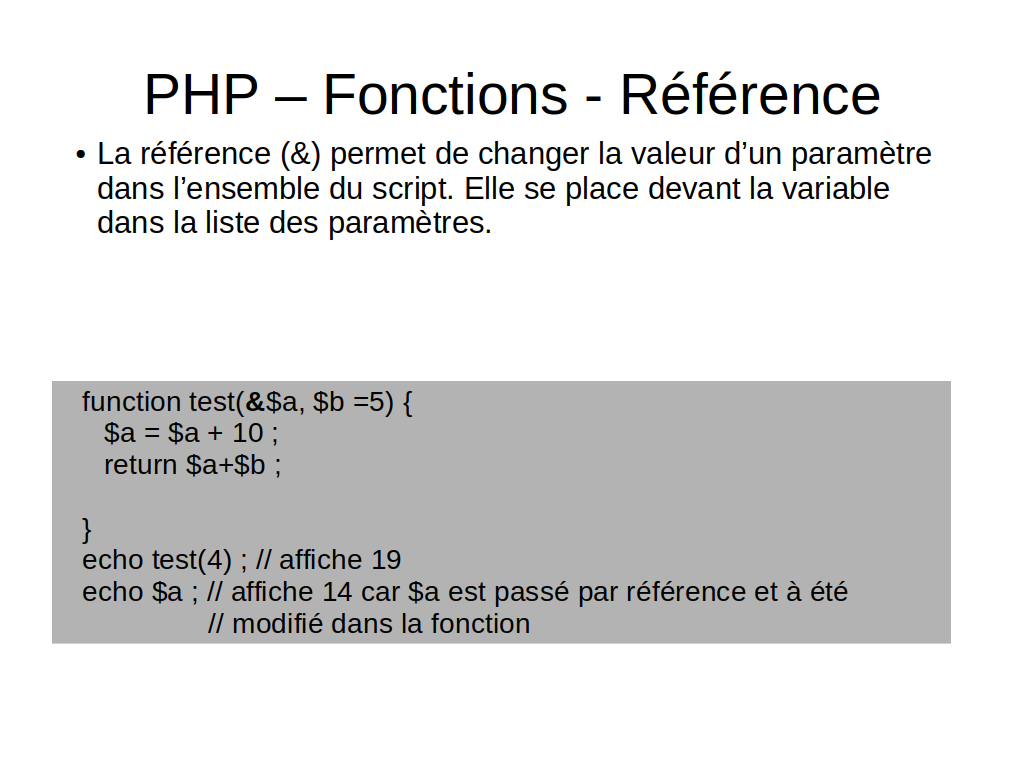 PHP – Fonctions - Référence
• La référence (&) permet de changer la valeur d’un paramètre
dans l’ensemble du script. Elle se place devant la variable
dans la liste des paramètres.
function test(&$a, $b =5) {
$a = $a + 10 ;
return $a+$b ;
}
echo test(4) ; // affiche 19
echo $a ; // affiche 14 car $a est passé par référence et à été
// modifié dans la fonction